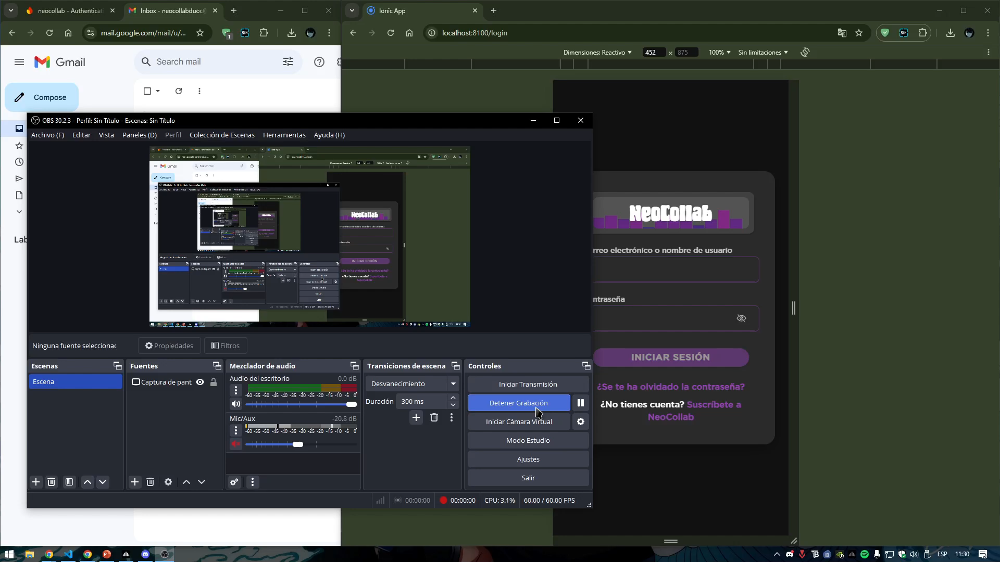 neocollab - Authenticat
Inbox - neocollabduoc@
Ionic App
mail.google.com/mail/u/...
1
localhost:8100/login
Dimensiones: Reactivo
452
×
875
100%
Sin limitaciones
Gmail
Search mail
Compose
Lab
OBS 30.2.3 - Perfíl: Sin Título - Escenas: Sin Título
Archivo (F)
Editar
Vista
Paneles (D)
Perfil
Colección de Escenas
Herramientas
Ayuda (H)
NeoCollab
rreo electrónico o nombre de usuario
ntraseña
INICIAR SESIÓN
¿Se te ha olvidado la contraseña?
¿No tienes cuenta? Suscríbete a
NeoCollab
Ninguna fuente seleccionad
Propiedades
Filtros
Escenas
Escena
Fuentes
Captura de pant
Mezclador de audio
Audio del escritorio
0.0 dB
-60 -55 -50 -45 -40 -35 -30 -25 -20 -15 -10 -5 0
Mic/Aux
-20.8 dB
-60 -55 -50 -45 -40 -35 -30 -25 -20 -15 -10 -5 0
Transiciones de escena
Desvanecimiento
Duración
300 ms
Controles
Iniciar Transmisión
Detener Grabación
Iniciar Cámara Virtual
Modo Estudio
Ajustes
Salir
00:00:00
00:00:00
CPU: 3.1%
60.00 / 60.00 FPS
ESP
11:30